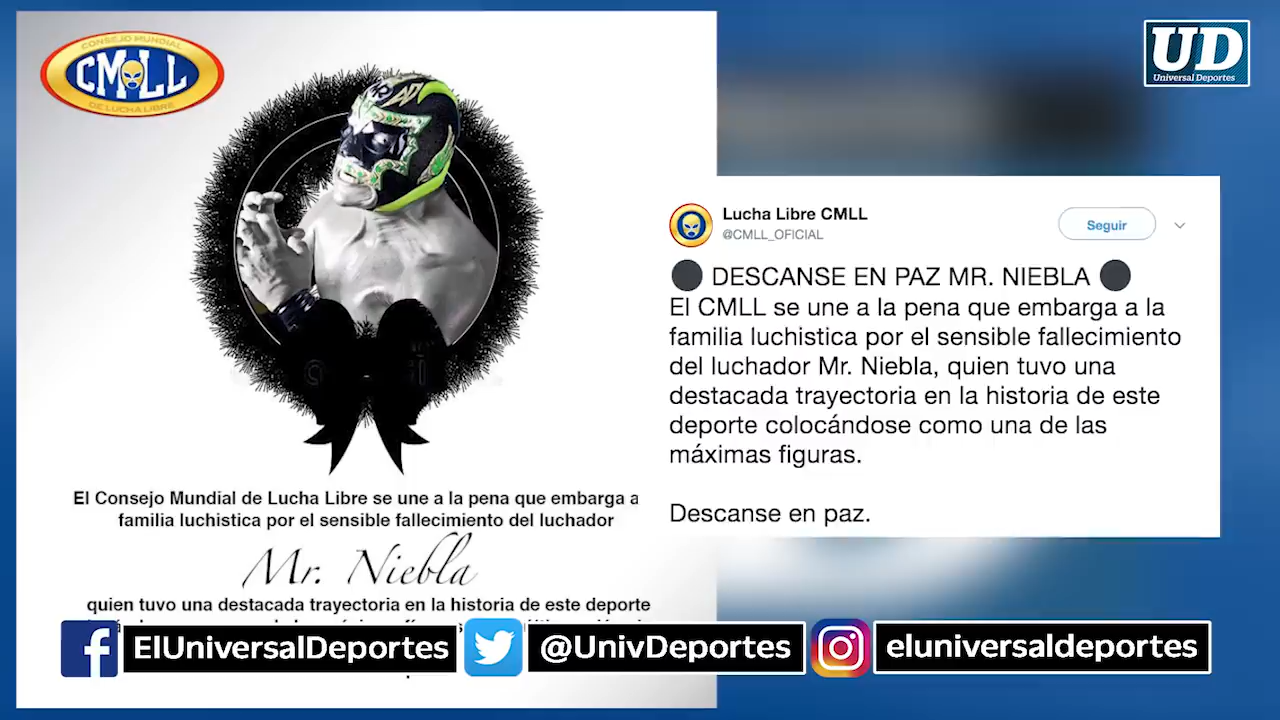 CONSEJO MUNDIAL
CMLL
DE LUCHA LIBRE
UD
Universal Deportes
Lucha Libre CMLL
@CMLL_OFICIAL
Seguir
DESCANSE EN PAZ MR. NIEBLA
El CMLL se une a la pena que embarga a la
familia luchistica por el sensible fallecimiento
del luchador Mr. Niebla, quien tuvo una
destacada trayectoria en la historia de este
deporte colocándose como una de las
máximas figuras.
Descanse en paz.
El Consejo Mundial de Lucha Libre se une a la pena que embarga a
familia luchistica por el sensible fallecimiento del luchador
Mr. Niebla
quien tuvo una destacada trayectoria en la historia de este deporte
ElUniversalDeportes
@UnivDeportes
eluniversaldeportes